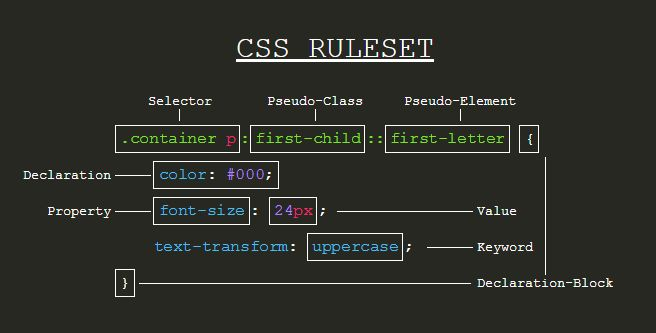 CSS RULESET
Selector Pseudo-Class Pseudo-Element
.container p:first-child::first-letter {
Declaration color: #000;
Property font-size: 24px; Value
text-transform: uppercase; Keyword
} Declaration-Block